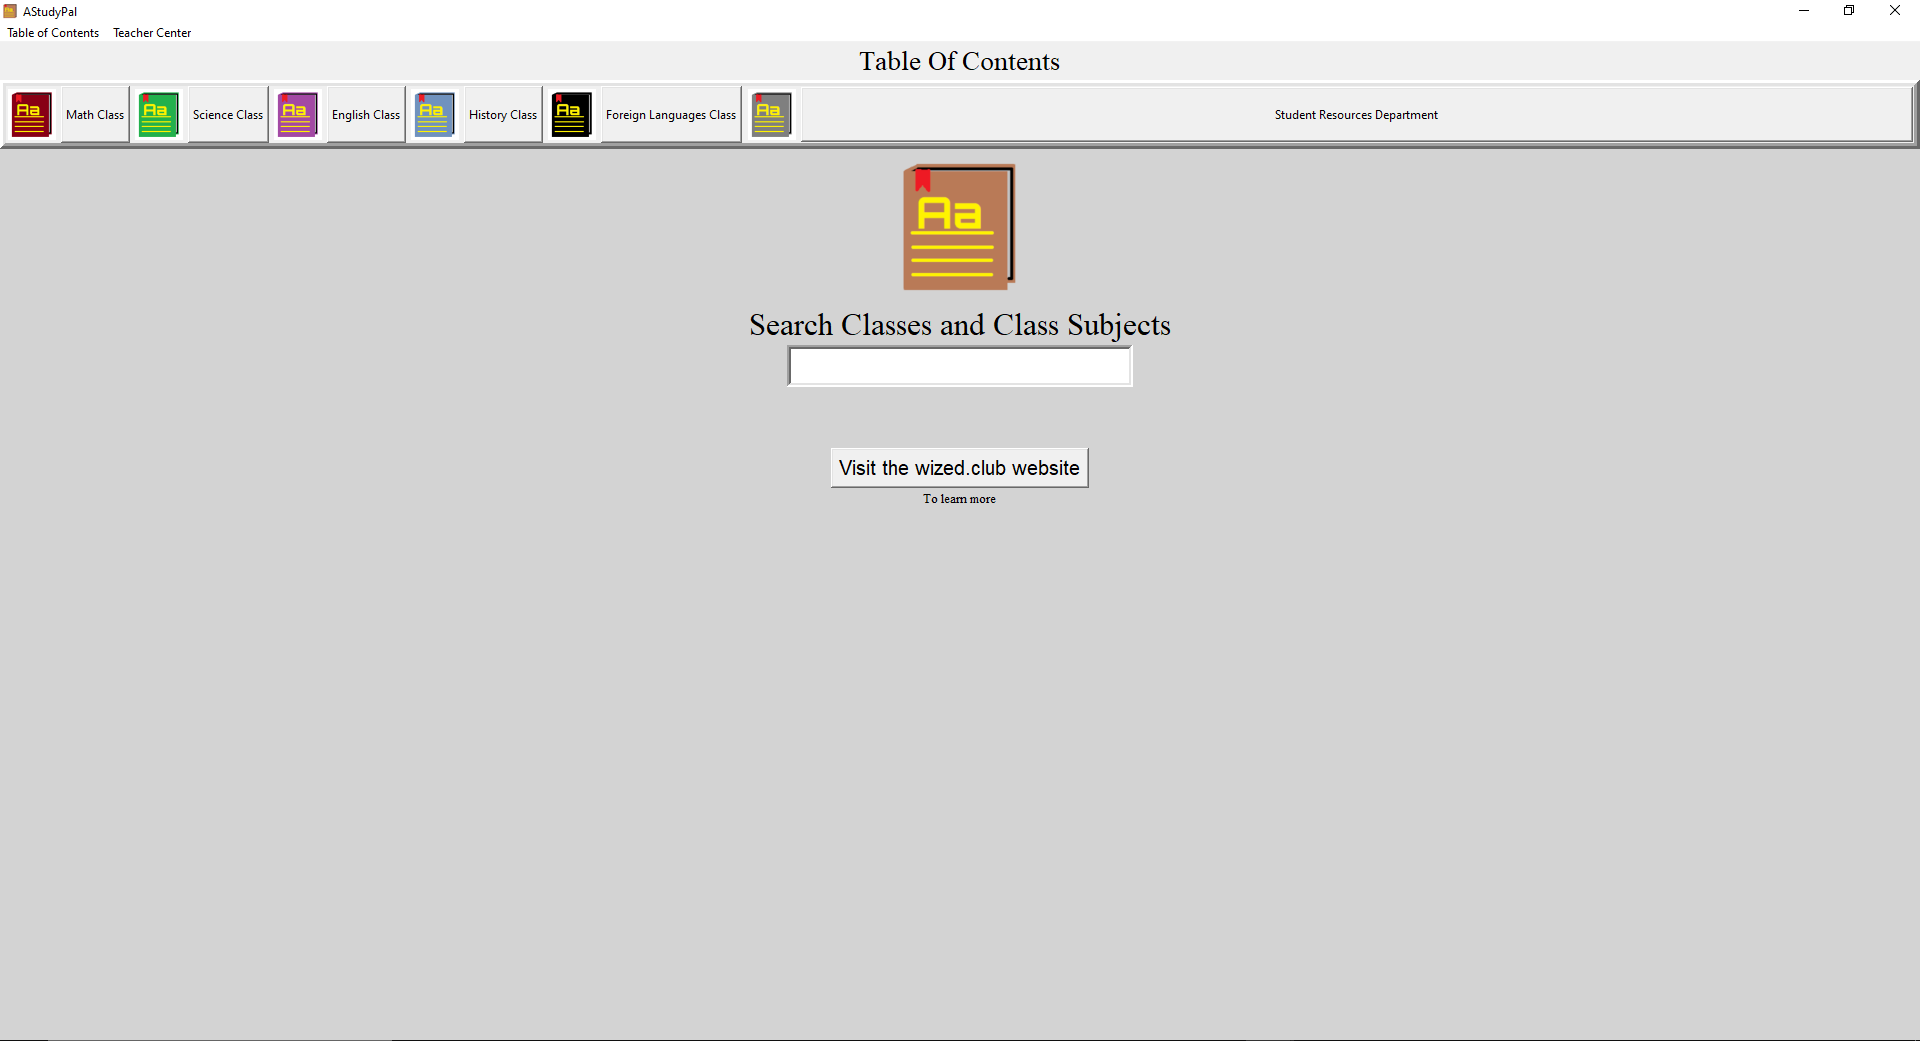 AStudyPal
Table of Contents Teacher Center
Table Of Contents
Aa Math Class Aa Science Class Aa English Class Aa History Class Aa Foreign Languages Class Aa Student Resources Department
Aa
Search Classes and Class Subjects
Visit the wized.club website
To learn more